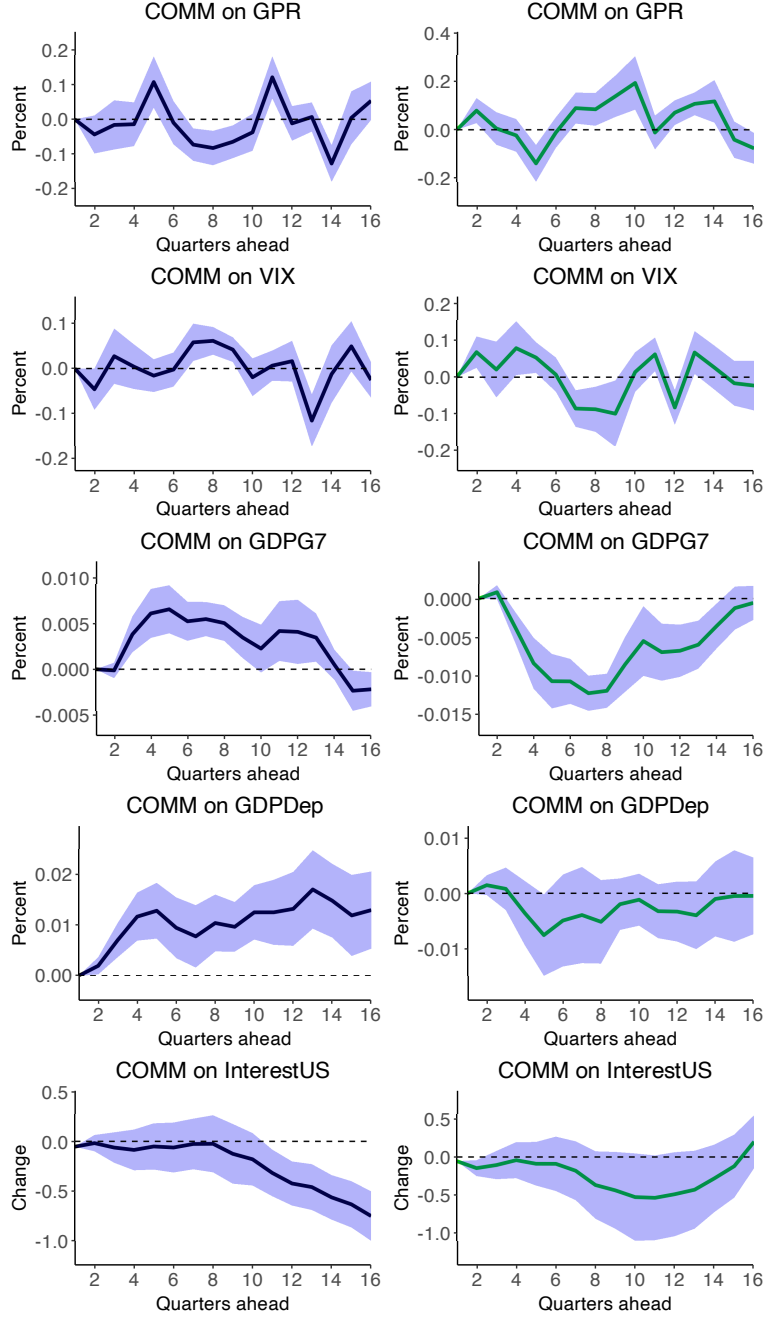 COMM on GPR
Percent
0.2
0.1
0.0
-0.1
-0.2
2 4 6 8 10 12 14 16
Quarters ahead
COMM on GPR
Percent
0.4
0.2
0.0
-0.2
2 4 6 8 10 12 14 16
Quarters ahead
COMM on VIX
Percent
0.1
0.0
-0.1
-0.2
2 4 6 8 10 12 14 16
Quarters ahead
COMM on VIX
Percent
0.2
0.1
0.0
-0.1
-0.2
2 4 6 8 10 12 14 16
Quarters ahead
COMM on GDPG7
Percent
0.010
0.005
0.000
-0.005
2 4 6 8 10 12 14 16
Quarters ahead
COMM on GDPG7
Percent
0.000
-0.005
-0.010
-0.015
2 4 6 8 10 12 14 16
Quarters ahead
COMM on GDPDep
Percent
0.02
0.01
0.00
2 4 6 8 10 12 14 16
Quarters ahead
COMM on GDPDep
Percent
0.01
0.00
-0.01
2 4 6 8 10 12 14 16
Quarters ahead
COMM on InterestUS
Change
0.5
0.0
-0.5
-1.0
2 4 6 8 10 12 14 16
Quarters ahead
COMM on InterestUS
Change
0.5
0.0
-0.5
-1.0
2 4 6 8 10 12 14 16
Quarters ahead